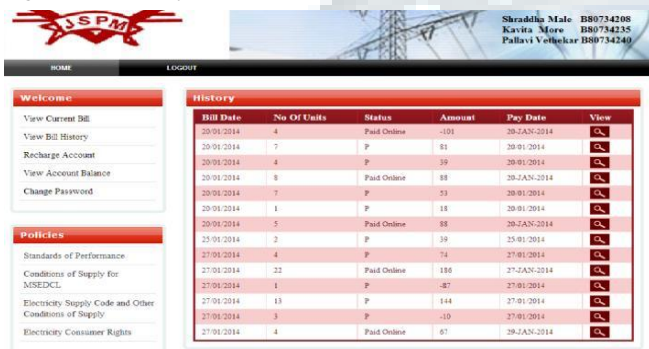 JSPM
Shraddha Male B80734208
Kavita More B80734235
Pallavi Vethekar B80734240
HOME LOGOUT
Welcome
View Current Bill
View Bill History
Recharge Account
View Account Balance
Change Password
Policies
Standards of Performance
Conditions of Supply for
MSEDCL
Electricity Supply Code and Other
Conditions of Supply
Electricity Consumer Rights
History
Bill Date No Of Units Status Amount Pay Date View
20/01/2014 4 Paid Online -101 20-JAN-2014
20/01/2014 7 P 81 20/01/2014
20/01/2014 4 P 39 20/01/2014
20/01/2014 8 Paid Online 88 20-JAN-2014
20/01/2014 7 P 53 20/01/2014
20/01/2014 1 P 18 20/01/2014
20/01/2014 5 Paid Online 88 20-JAN-2014
25/01/2014 2 P 39 25/01/2014
27/01/2014 4 P 74 27/01/2014
27/01/2014 22 Paid Online 186 27-JAN-2014
27/01/2014 1 P -87 27/01/2014
27/01/2014 13 P 144 27/01/2014
27/01/2014 3 P -10 27/01/2014
27/01/2014 4 Paid Online 67 29-JAN-2014